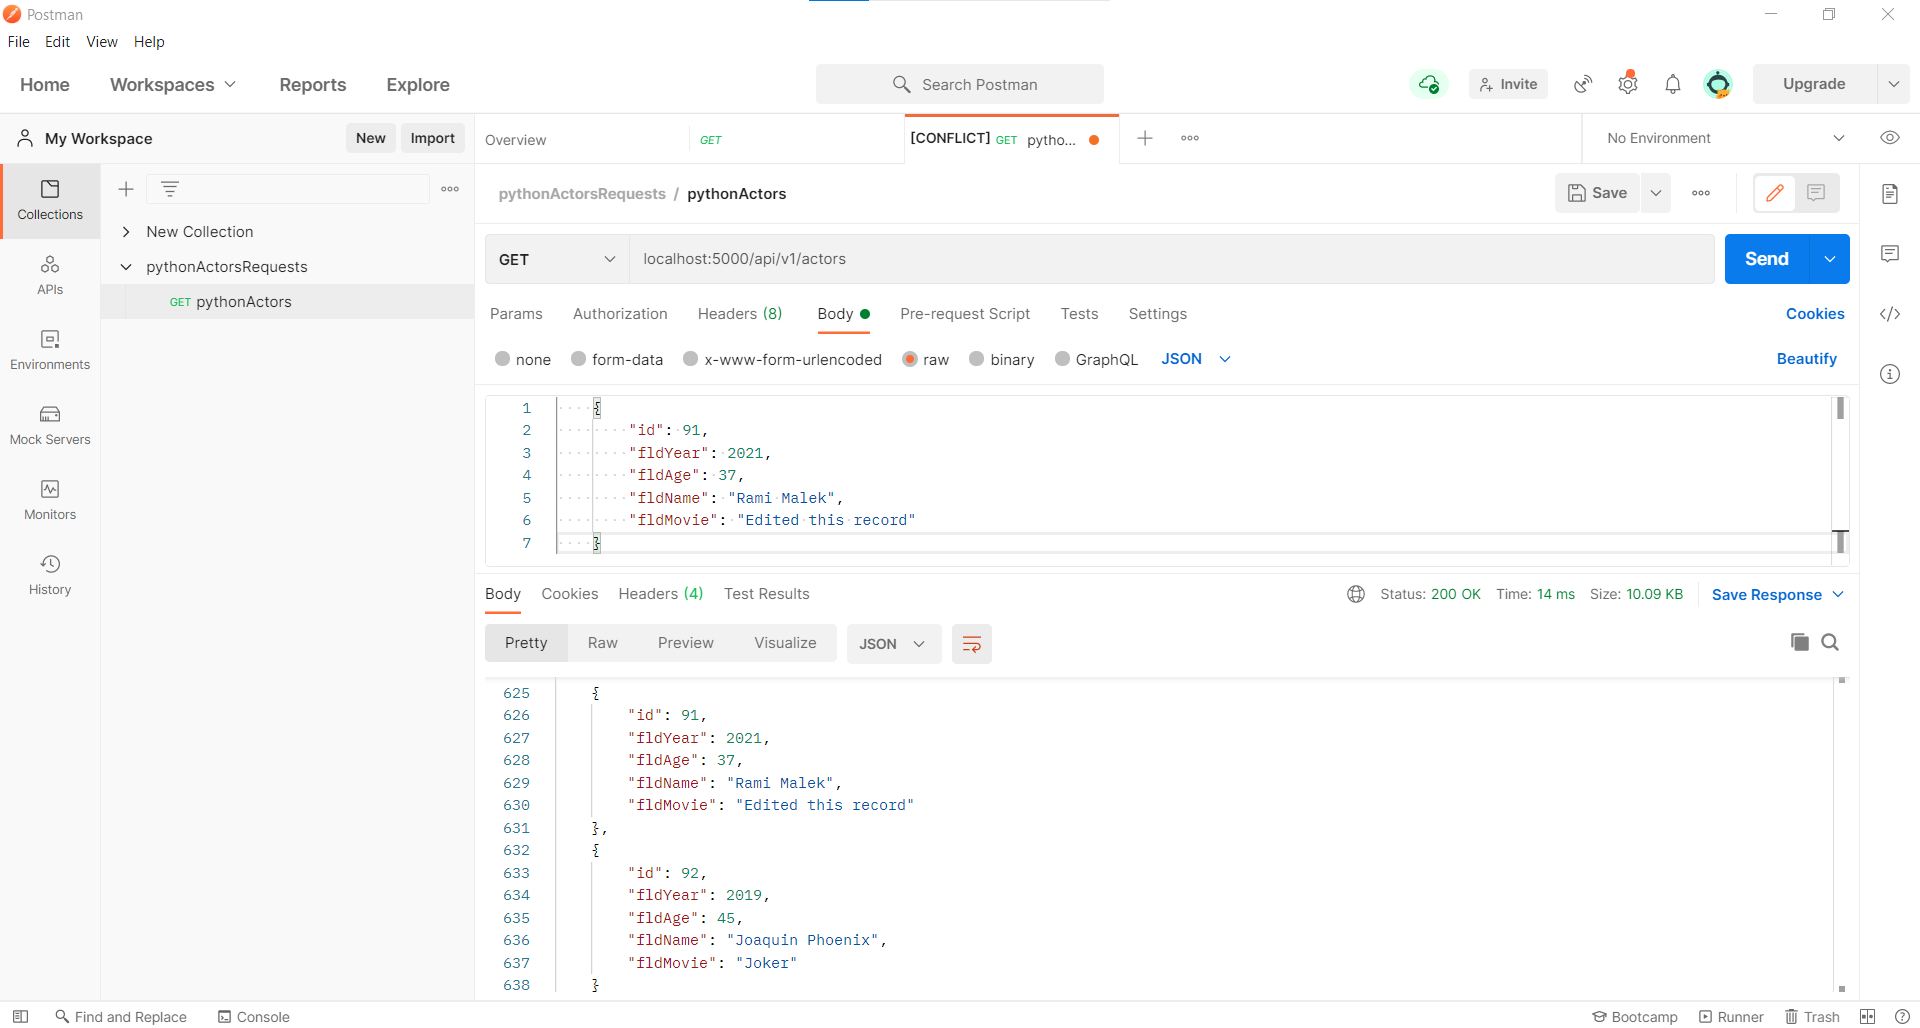 Postman
File Edit View Help
Home Workspaces Reports Explore Search Postman Invite Upgrade
My Workspace New Import Overview GET [CONFLICT] GET pytho... No Environment
pythonActorsRequests / pythonActors Save
Collections
New Collection
pythonActorsRequests
GET pythonActors
APIs
Environments
Mock Servers
Monitors
History
GET localhost:5000/api/v1/actors Send
Params Authorization Headers (8) Body Pre-request Script Tests Settings Cookies
none form-data x-www-form-urlencoded raw binary GraphQL JSON Beautify
1 {
2 "id": 91,
3 "fldYear": 2021,
4 "fldAge": 37,
5 "fldName": "Rami Malek",
6 "fldMovie": "Edited this record"
7 }
Body Cookies Headers (4) Test Results Status: 200 OK Time: 14 ms Size: 10.09 KB Save Response
Pretty Raw Preview Visualize JSON
625 {
626 "id": 91,
627 "fldYear": 2021,
628 "fldAge": 37,
629 "fldName": "Rami Malek",
630 "fldMovie": "Edited this record"
631 },
632 {
633 "id": 92,
634 "fldYear": 2019,
635 "fldAge": 45,
636 "fldName": "Joaquin Phoenix",
637 "fldMovie": "Joker"
638 }
Find and Replace Console Bootcamp Runner Trash